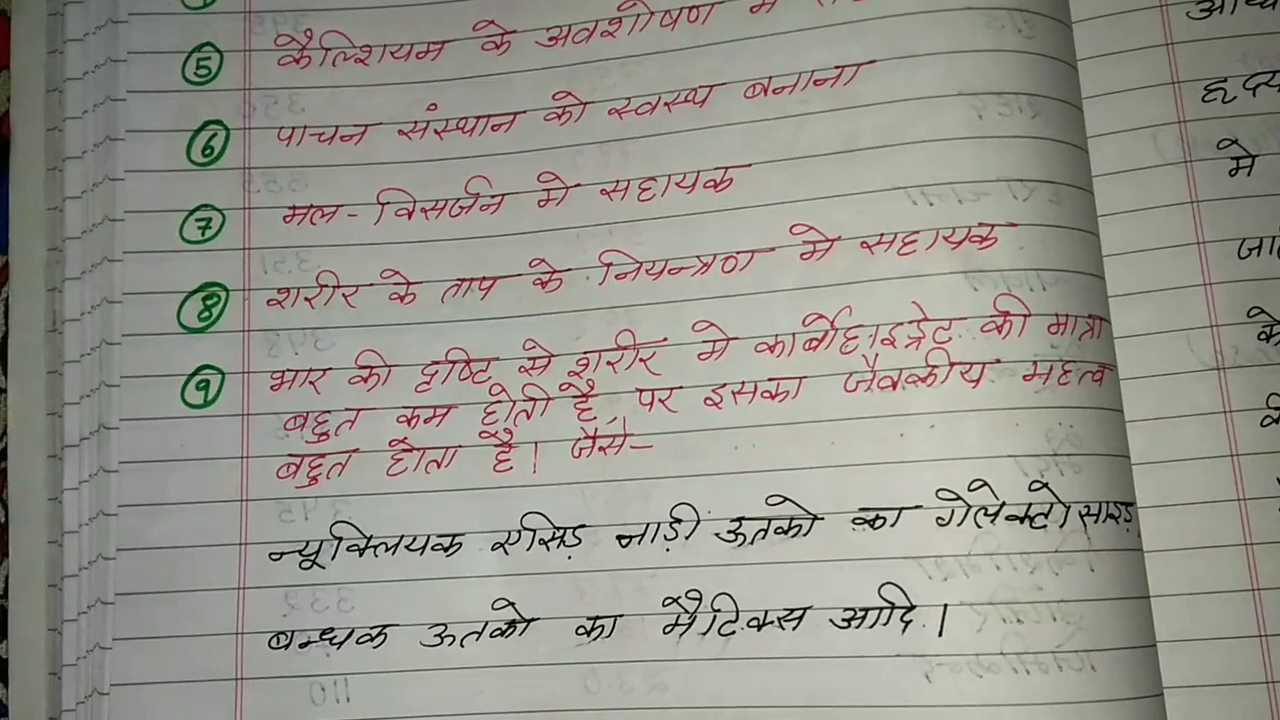 5 कैल्शियम के अवशोषण मे
6 पाचन संस्थान को स्वस्थ बनाना
7 मल-विसर्जन मे सहायक
8 शरीर के ताप के नियन्त्रण मे सहायक
9 भार की दृष्टि से शरीर मे कार्बोहाइड्रेट की मात्रा
बहुत कम होती है, पर इसका जैवकीय महत्व
बहुत होता है। जैसे-
न्यूक्लियक एसिड़ नाड़ी ऊतको का गेलेक्टोसाइड़
बन्धक ऊतको का मैटिक्स आदि।
मे
के